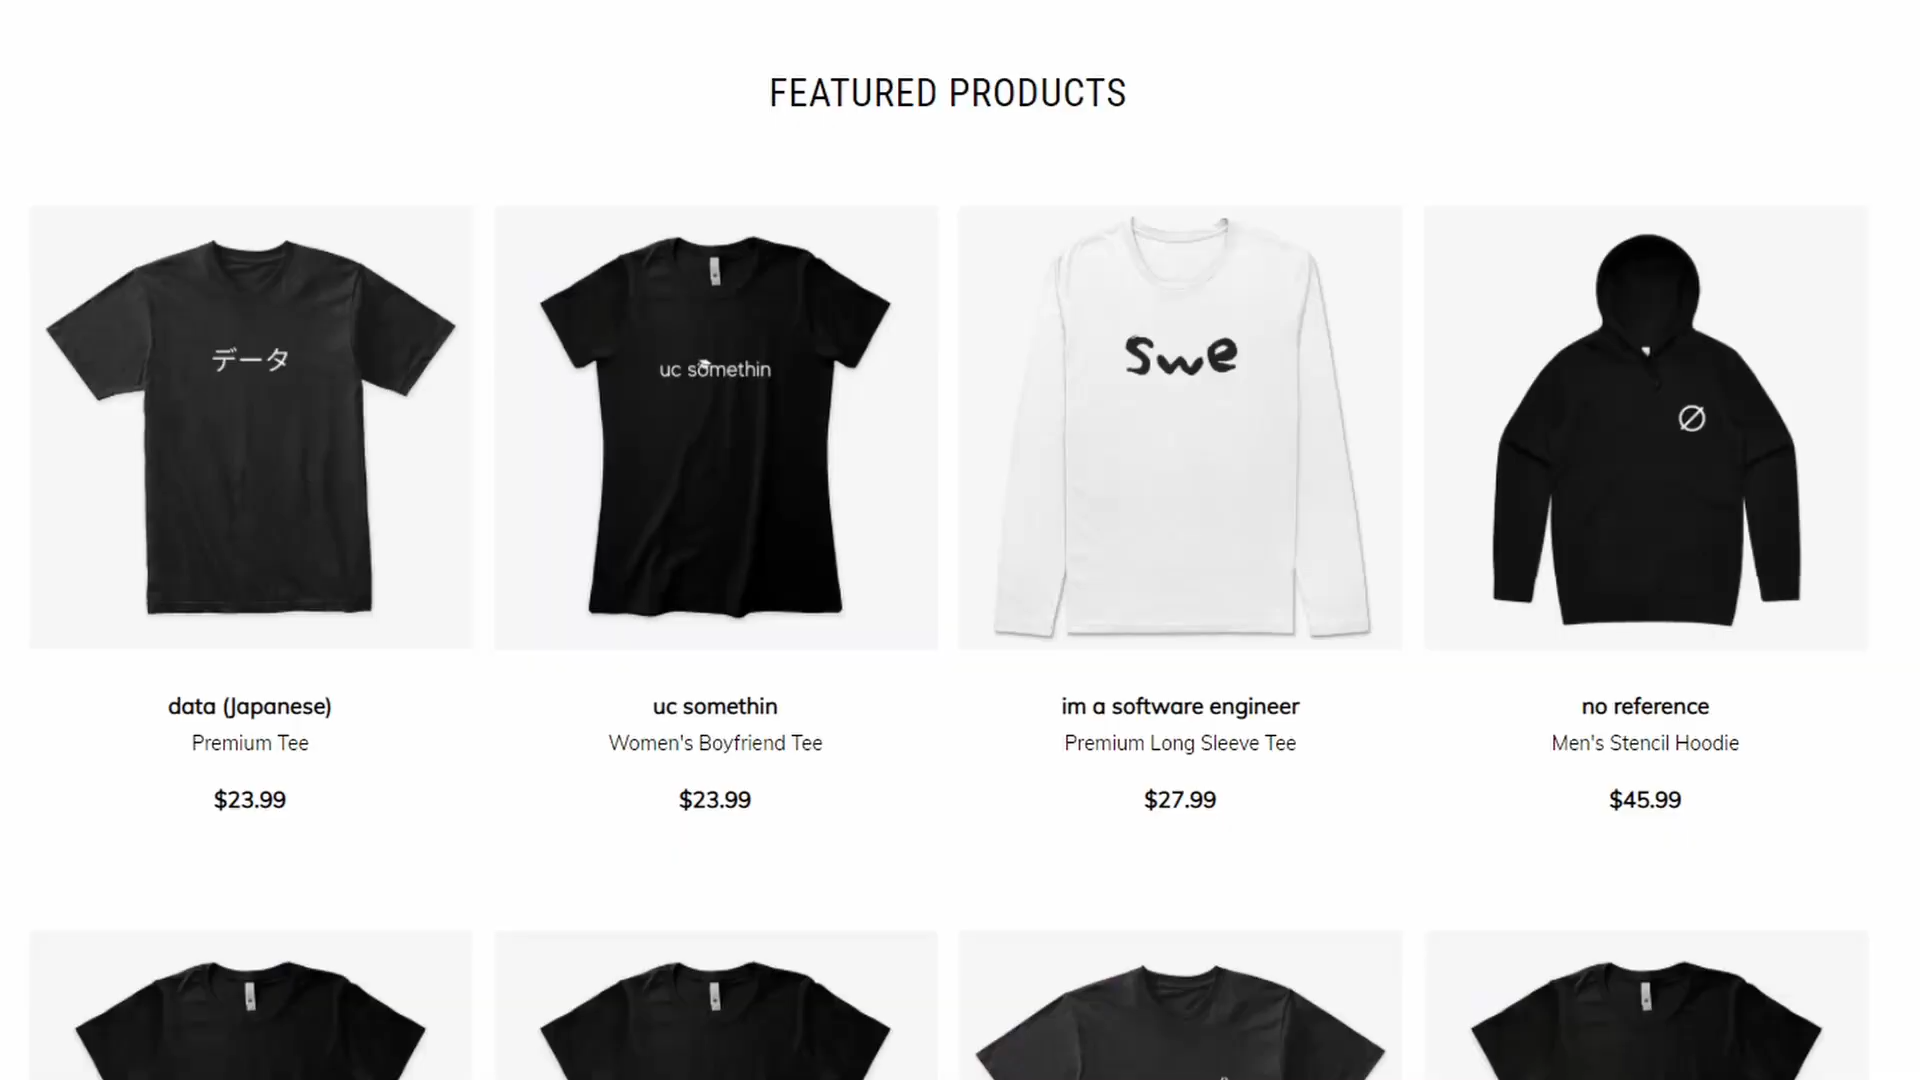 FEATURED PRODUCTS
データ
uc somethin
swe
data (Japanese)
Premium Tee
$23.99
uc somethin
Women's Boyfriend Tee
$23.99
im a software engineer
Premium Long Sleeve Tee
$27.99
no reference
Men's Stencil Hoodie
$45.99